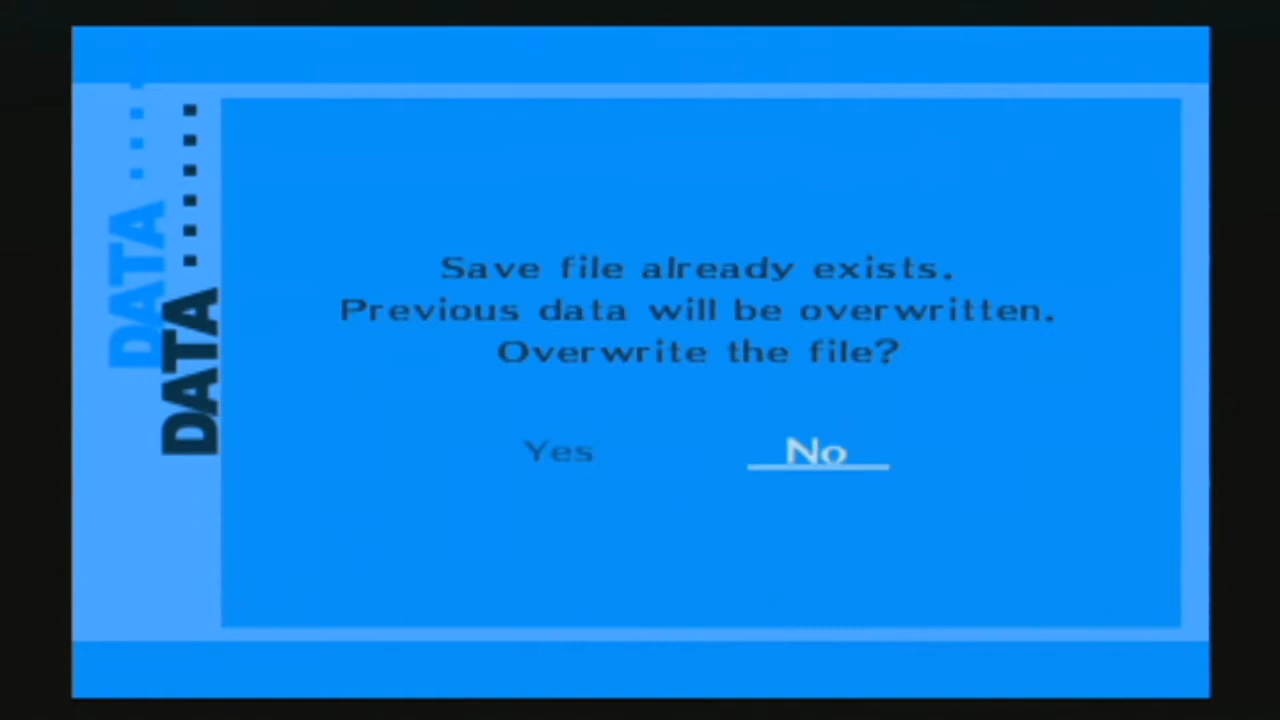 DATA
DATA
Save file already exists.
Previous data will be overwritten.
Overwrite the file?
Yes No